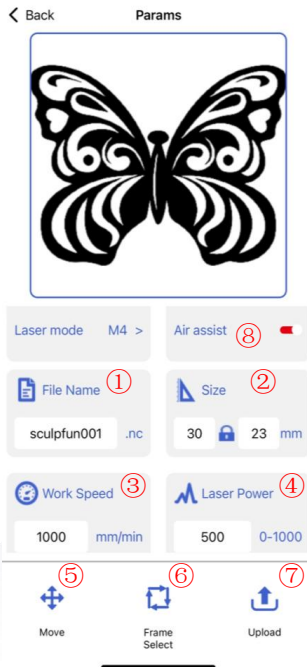 < Back Params
Laser mode M4 > Air assist ⑧
File Name ① Size ②
sculpfun001 .nc 30 23 mm
Work Speed ③ Laser Power ④
1000 mm/min 500 0-1000
⑤ ⑥ ⑦
Move Frame Select Upload